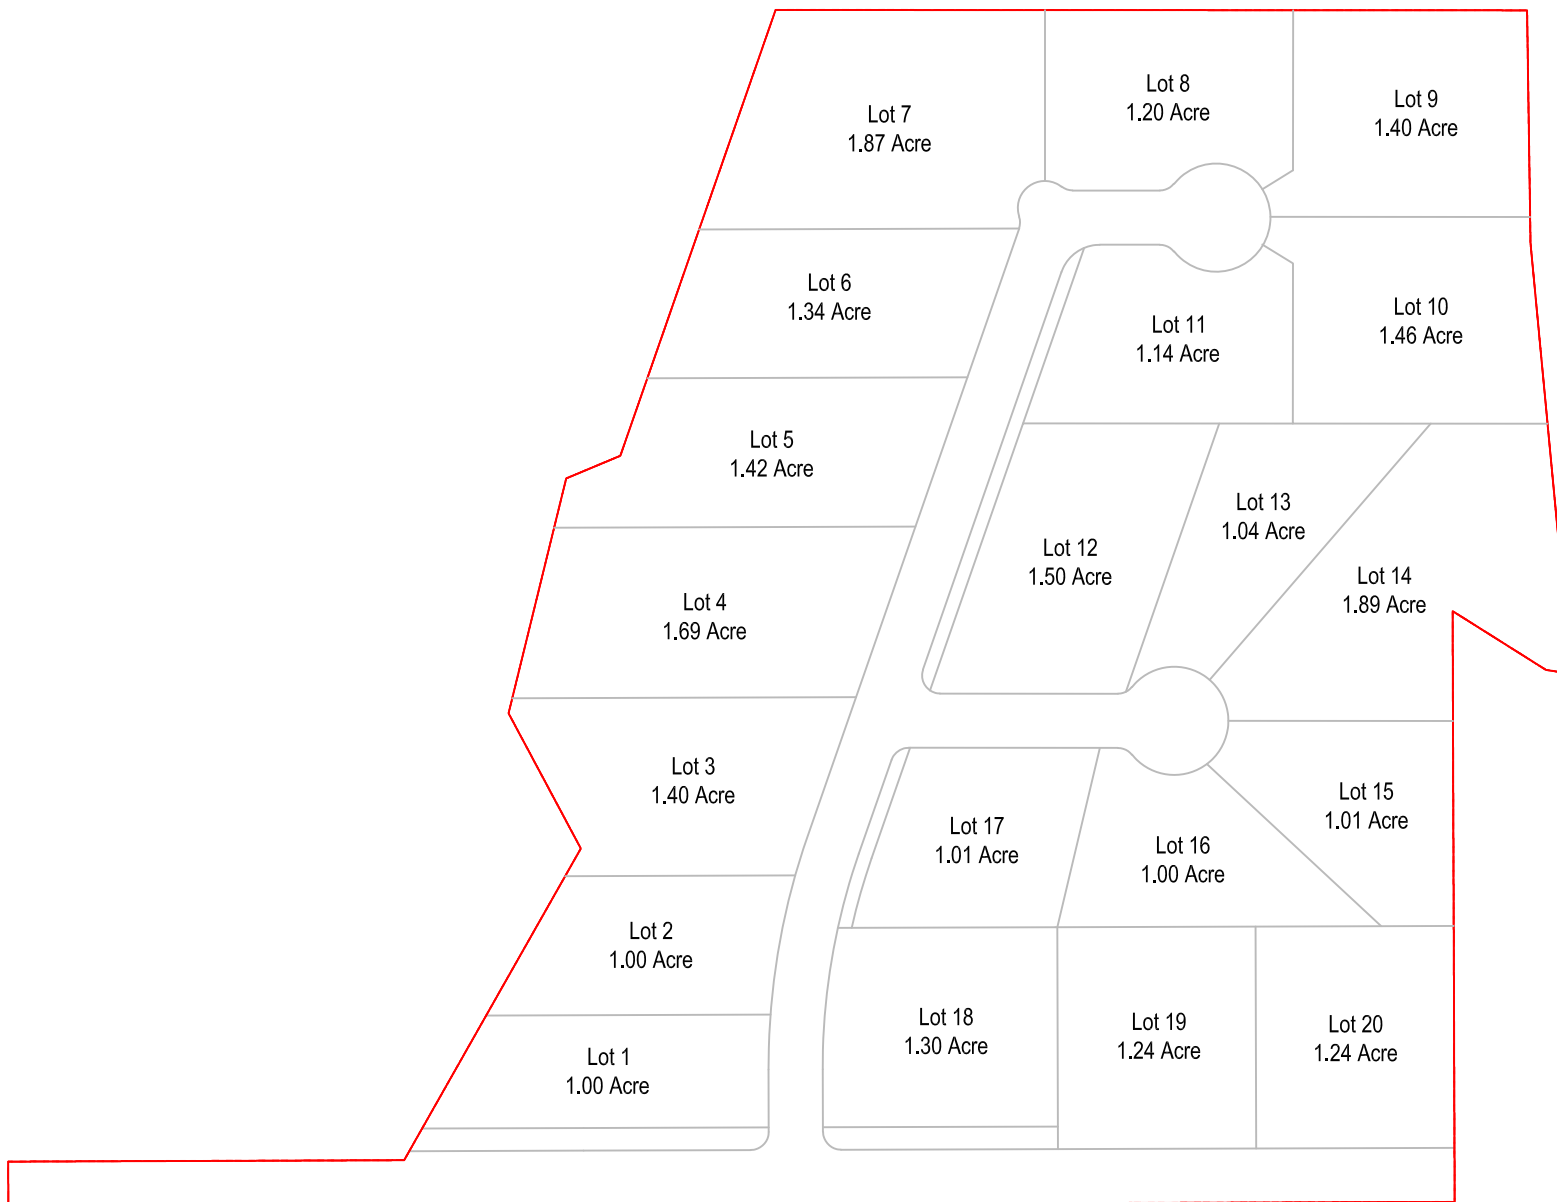 Lot 7
1.87 Acre
Lot 8
1.20 Acre
Lot 9
1.40 Acre
Lot 6
1.34 Acre
Lot 11
1.14 Acre
Lot 10
1.46 Acre
Lot 5
1.42 Acre
Lot 12
1.50 Acre
Lot 13
1.04 Acre
Lot 14
1.89 Acre
Lot 4
1.69 Acre
Lot 3
1.40 Acre
Lot 17
1.01 Acre
Lot 16
1.00 Acre
Lot 15
1.01 Acre
Lot 2
1.00 Acre
Lot 1
1.00 Acre
Lot 18
1.30 Acre
Lot 19
1.24 Acre
Lot 20
1.24 Acre